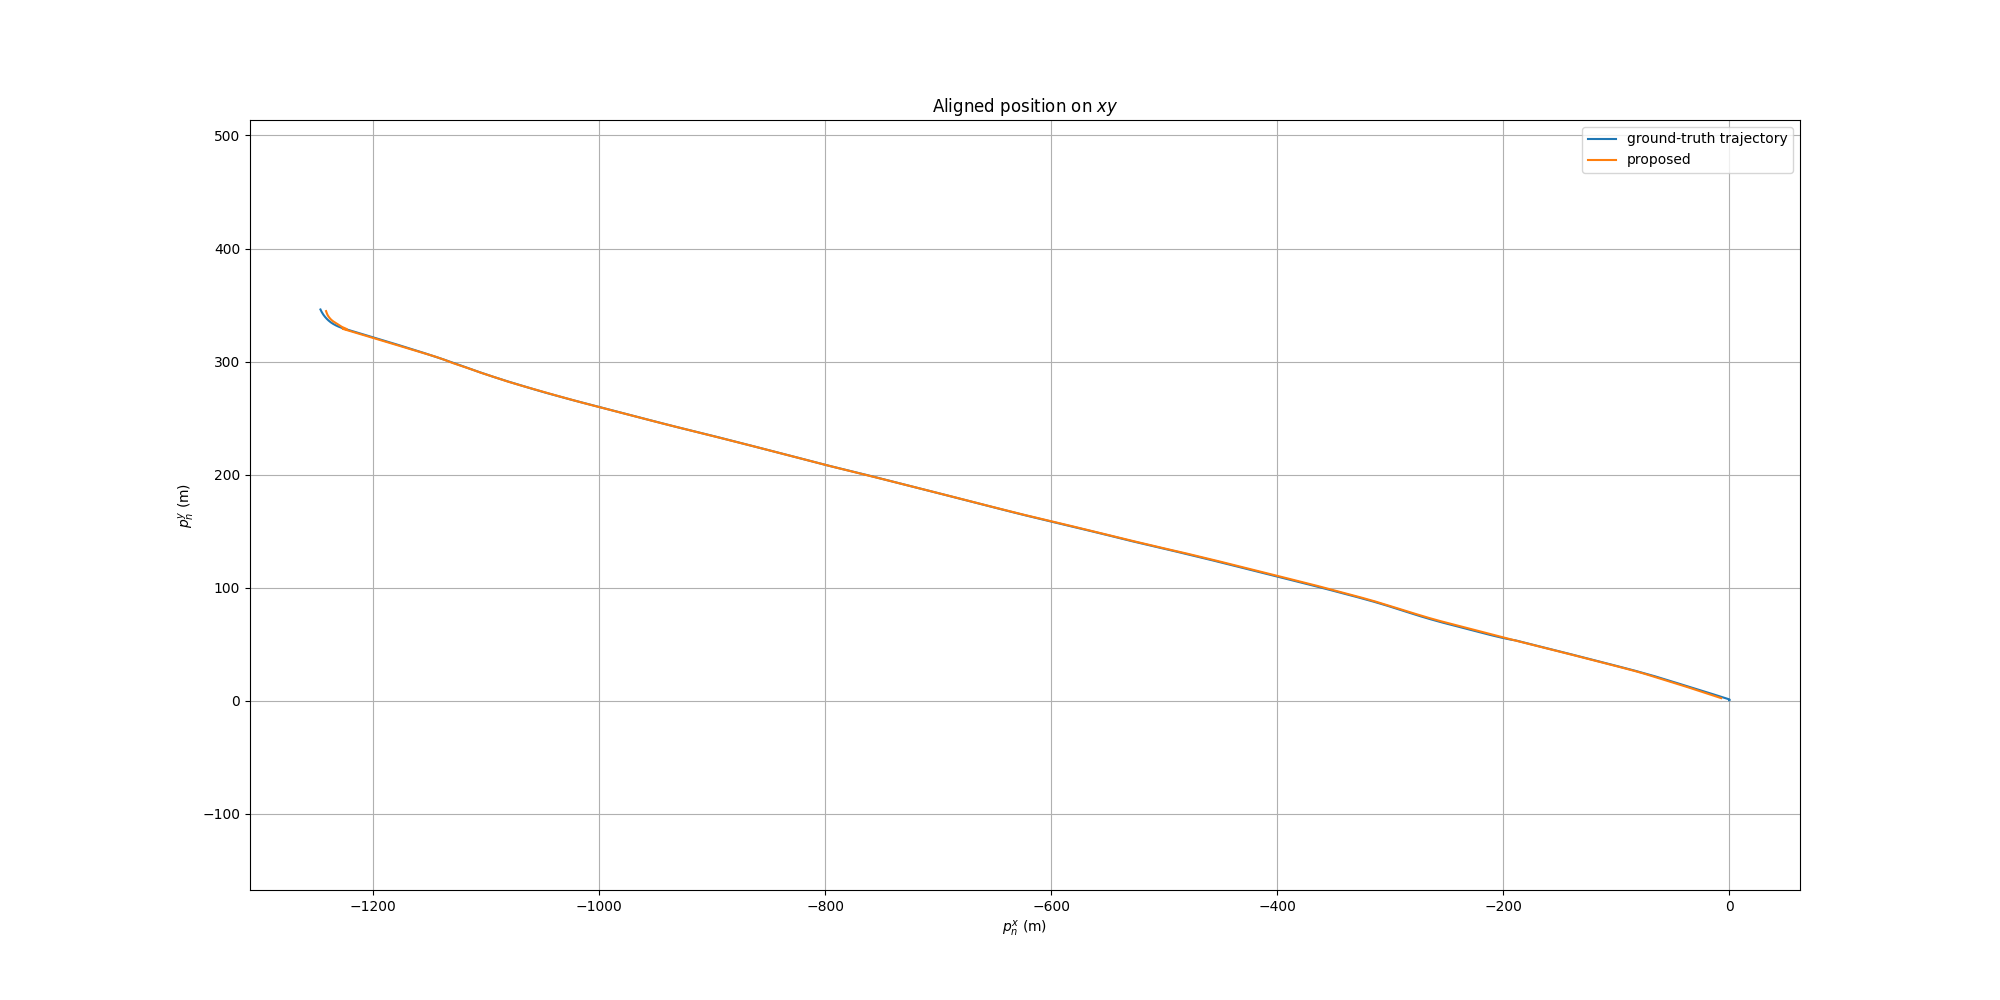 Aligned position on xy
ground-truth trajectory
proposed
500
400
300
200
100
0
−100
p_n^y (m)
−1200 −1000 −800 −600 −400 −200 0
p_n^x (m)